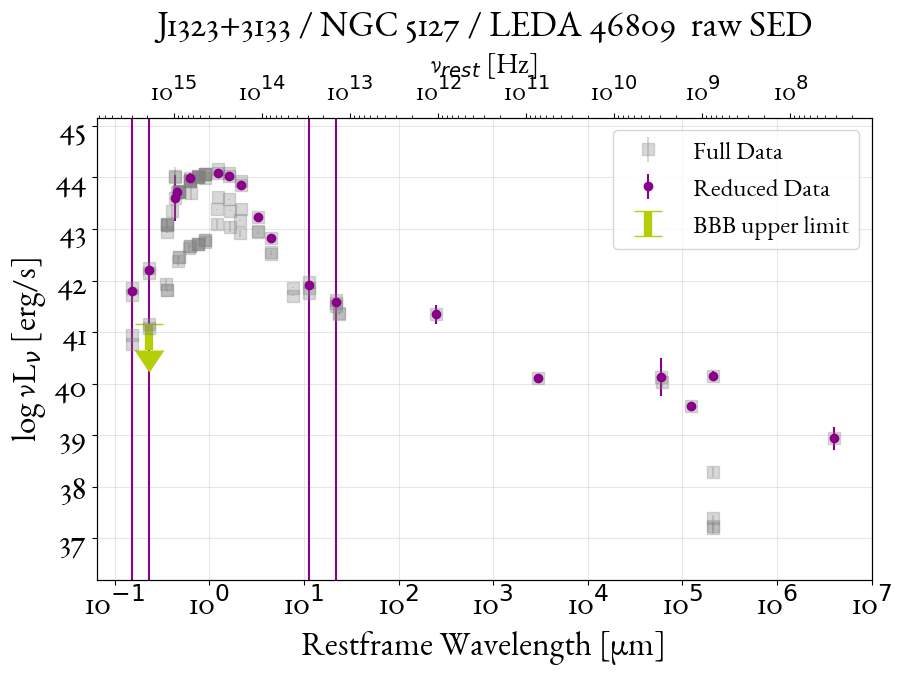 J1323+3133 / NGC 5127 / LEDA 46809 raw SED
νrest [Hz]
10^15 10^14 10^13 10^12 10^11 10^10 10^9 10^8
Full Data
Reduced Data
BBB upper limit
45
44
43
42
41
40
39
38
37
log νLν [erg/s]
10^−1 10^0 10^1 10^2 10^3 10^4 10^5 10^6 10^7
Restframe Wavelength [μm]